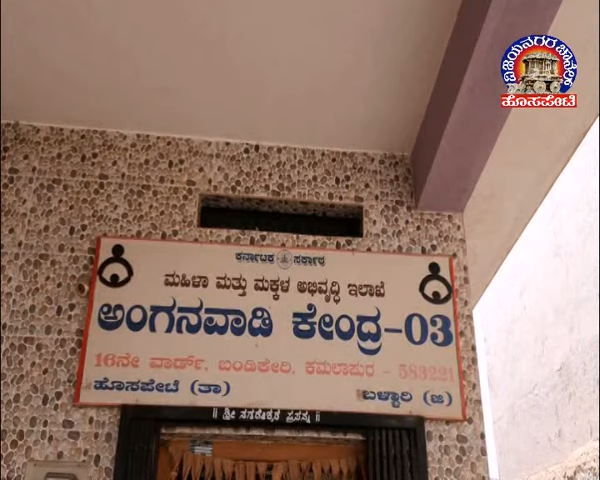 ವಿಜಯನಗರ ಚಾನೆಲ್
ಹೊಸಪೇಟೆ
ಕರ್ನಾಟಕ ಸರ್ಕಾರ
ಮಹಿಳಾ ಮತ್ತು ಮಕ್ಕಳ ಅಭಿವೃದ್ಧಿ ಇಲಾಖೆ
ಅಂಗನವಾಡಿ ಕೇಂದ್ರ-03
16ನೇ ವಾರ್ಡ್. ಬಂಡಿಕೇರಿ. ಕಮಲಾಪುರ - 583221
ಹೊಸಪೇಟೆ (ತಾ) ಬಳ್ಳಾರಿ (ಜಿ)
॥ ಶ್ರೀ ಪ್ರಸನ್ನ ॥